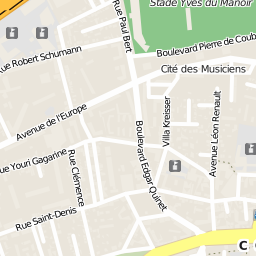 Stade Yves du Manoir
Rue Paul Bert
Boulevard Pierre de Coub
Rue Robert Schumann
Cité des Musiciens
Avenue de l'Europe
Villa Kreisser
Avenue Léon Renault
Boulevard Edgar Quinet
Rue Youri Gagarine
Rue Clémence
Rue Saint-Denis
C